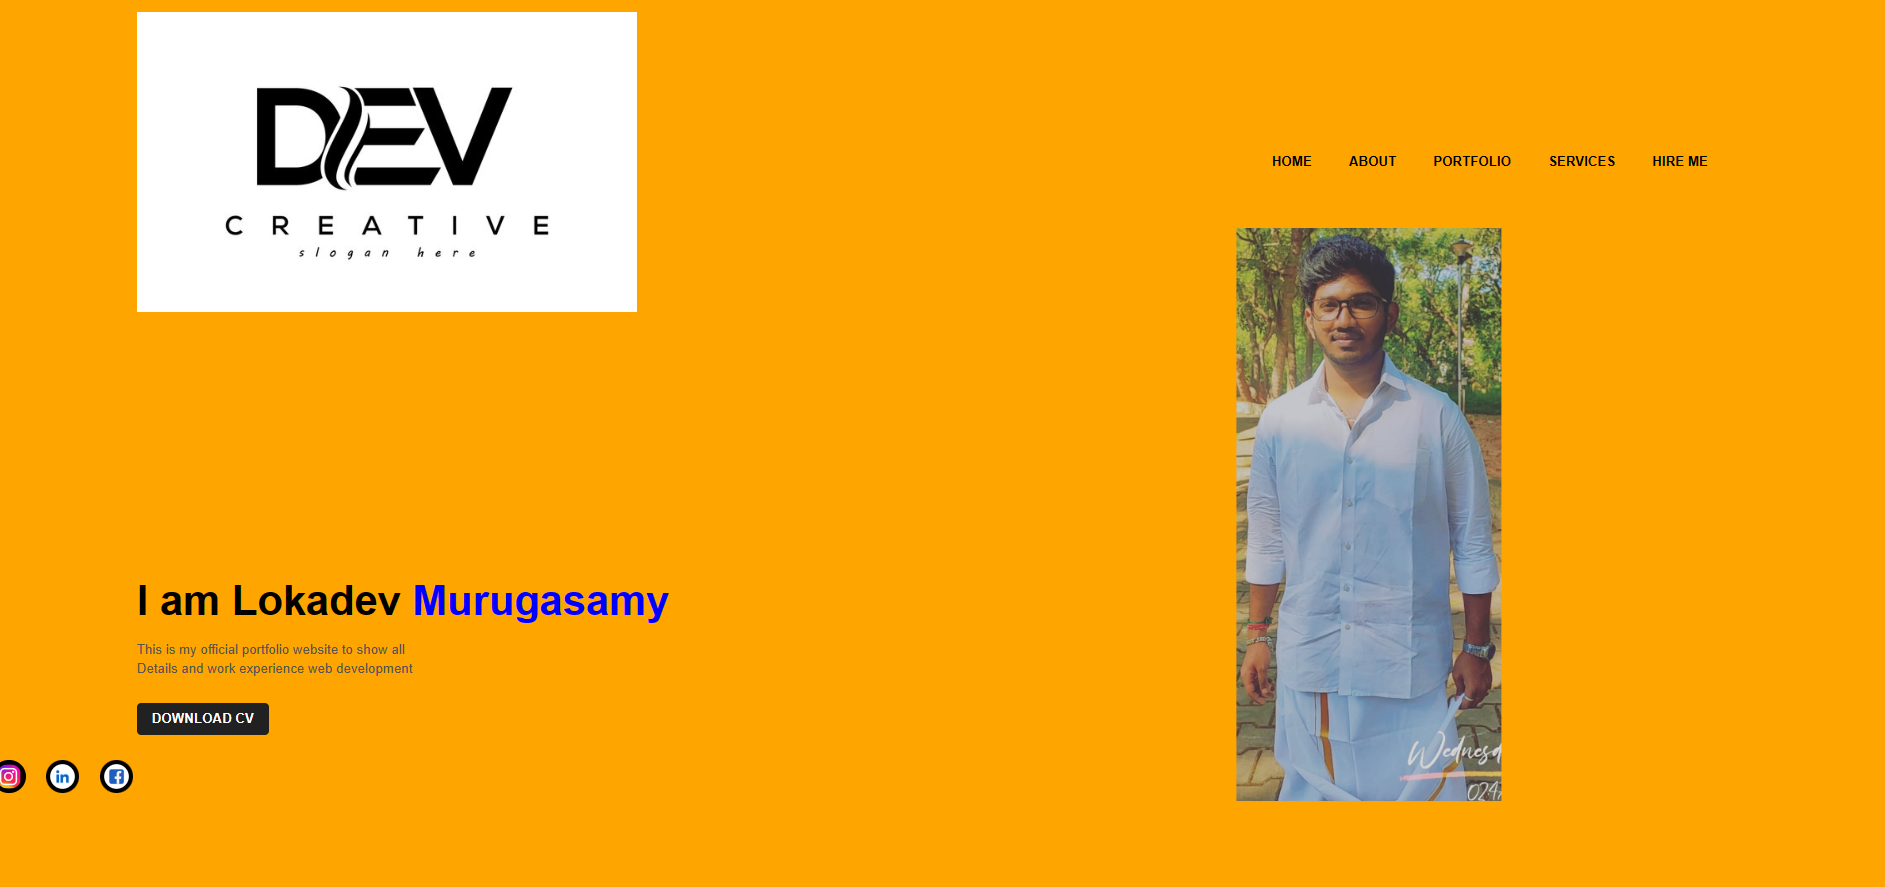 DEV
CREATIVE
slogan here
HOME ABOUT PORTFOLIO SERVICES HIRE ME
I am Lokadev Murugasamy
This is my official portfolio website to show all
Details and work experience web development
DOWNLOAD CV
in
Wednesd
024